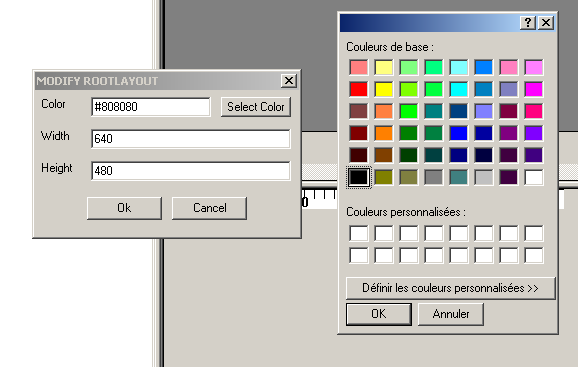 MODIFY ROOTLAYOUT
Color
#808080
Select Color
Width
640
Height
480
Ok
Cancel
0
Couleurs de base :
Couleurs personnalisées :
Définir les couleurs personnalisées >>
OK
Annuler